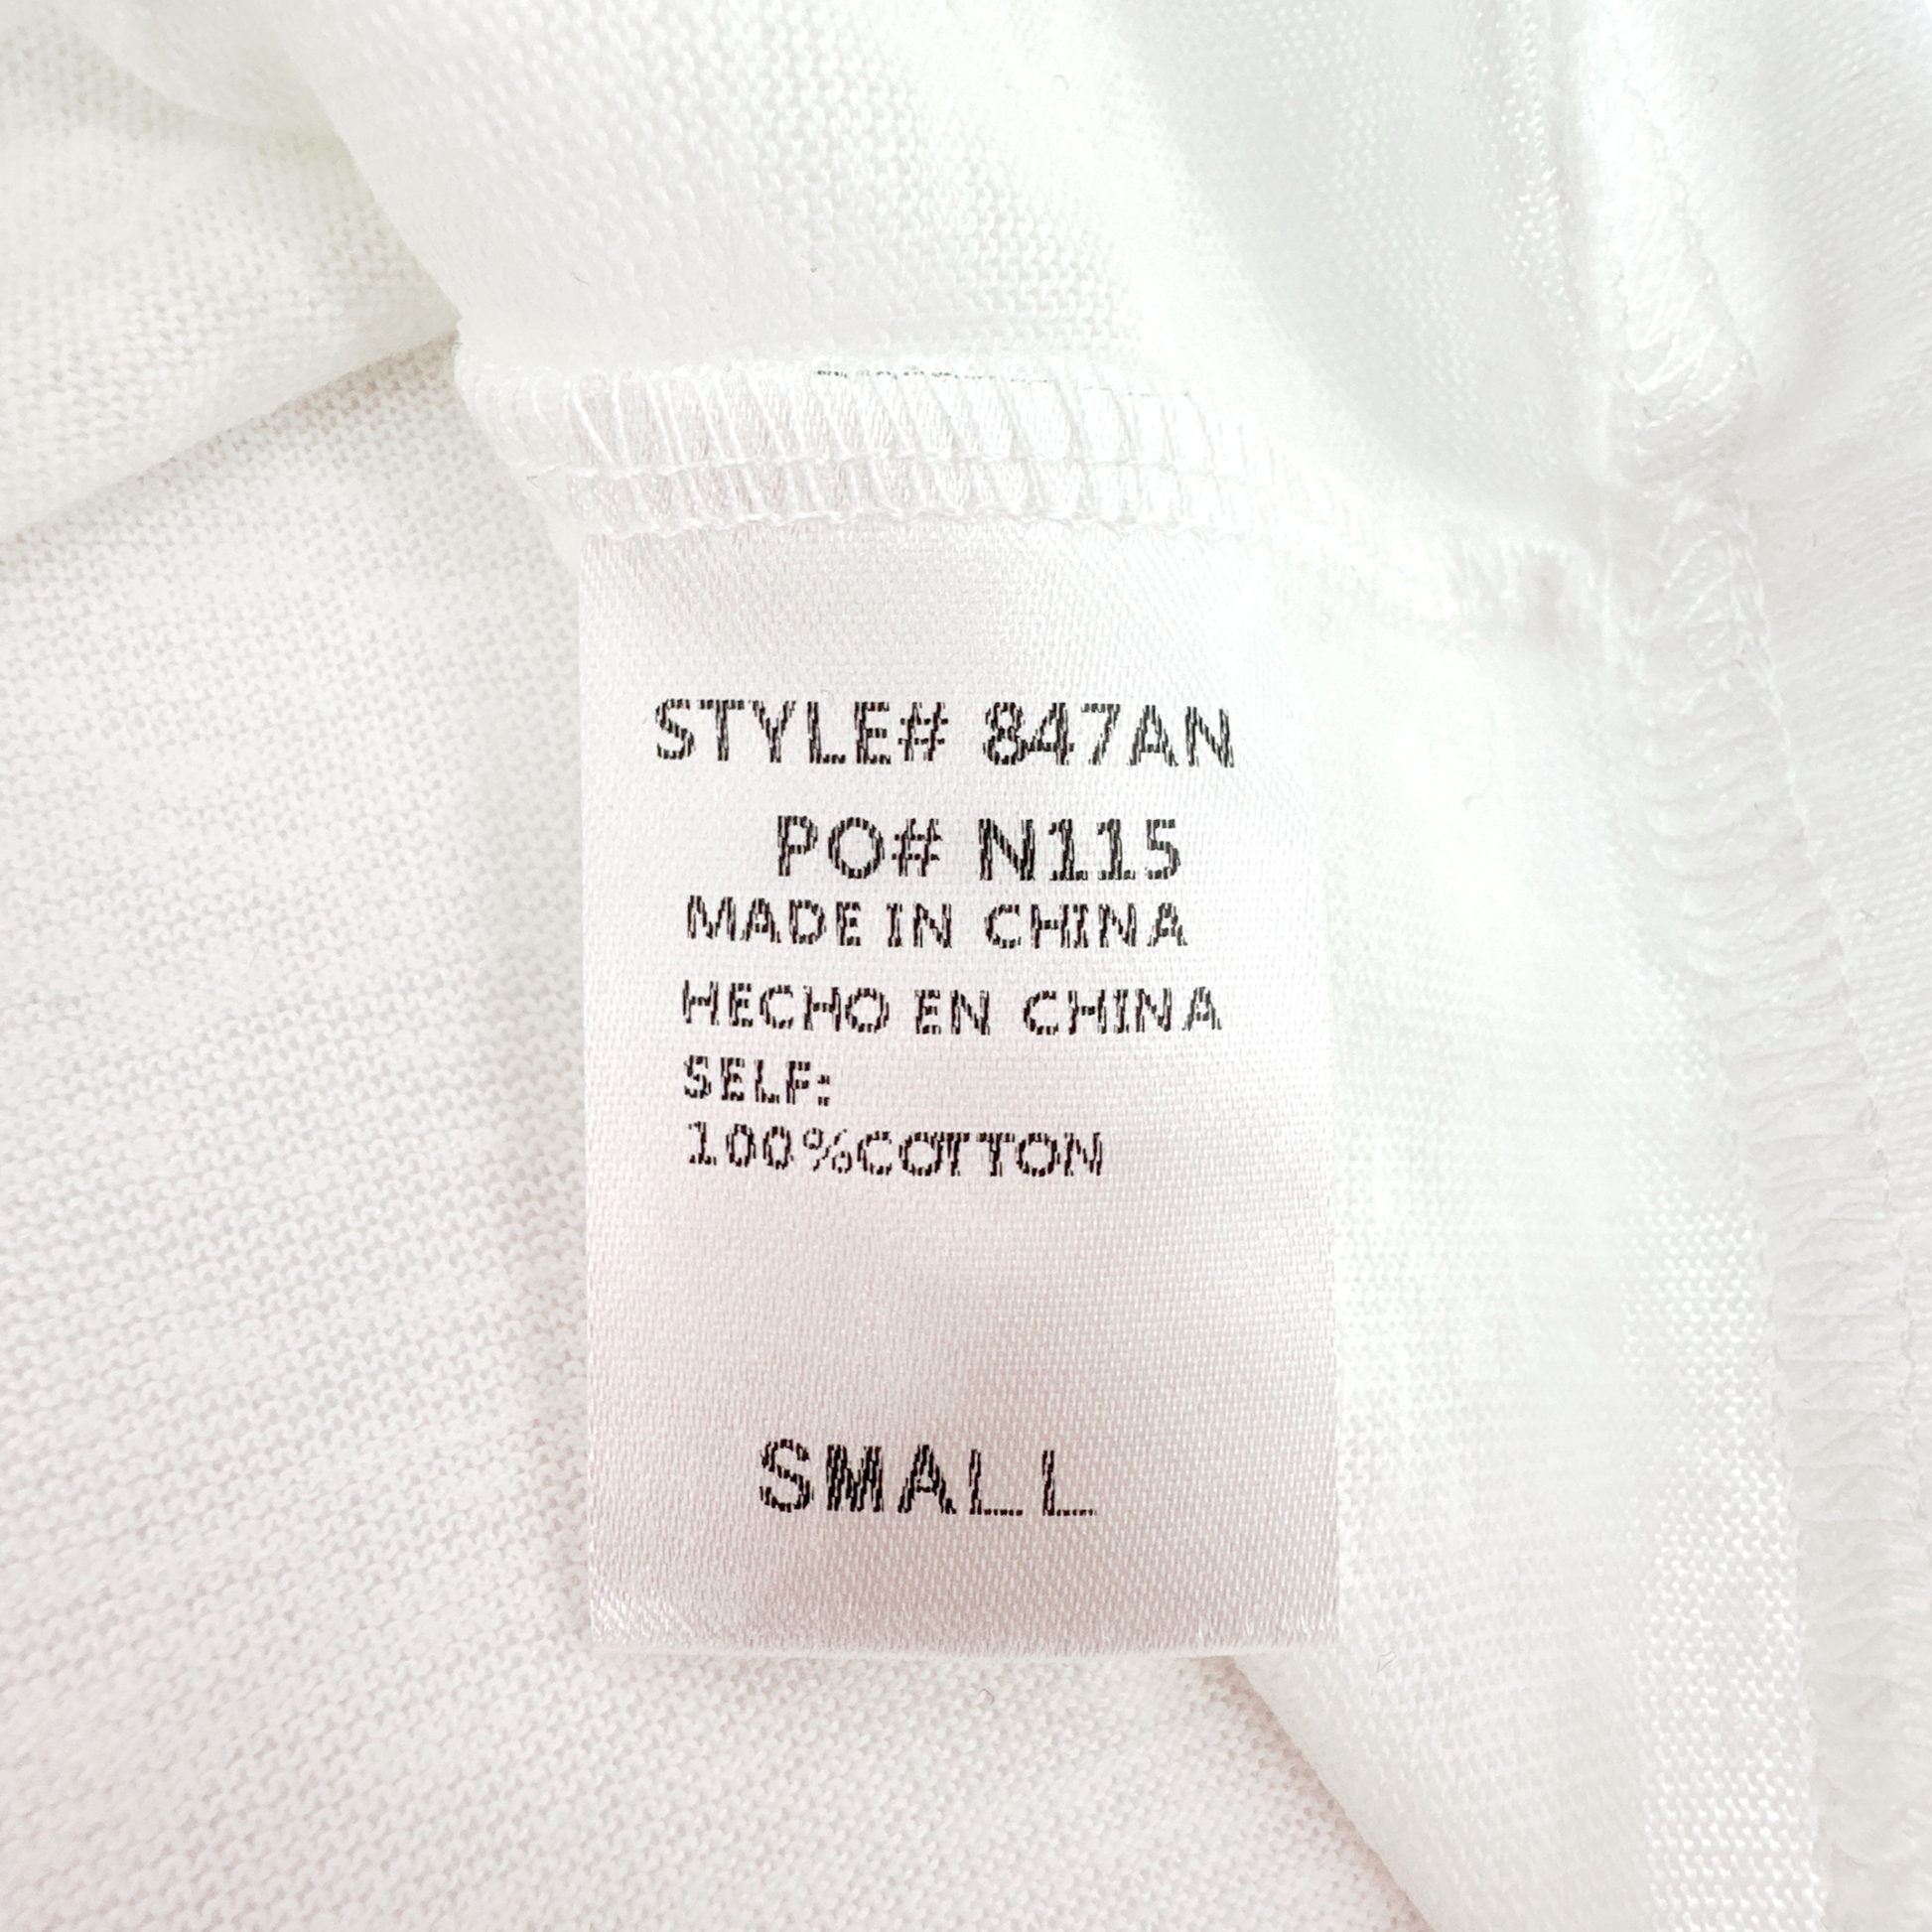 STYLE# 847AN
PO# N115
MADE IN CHINA
HECHO EN CHINA
SELF:
100%COTTON
SMALL